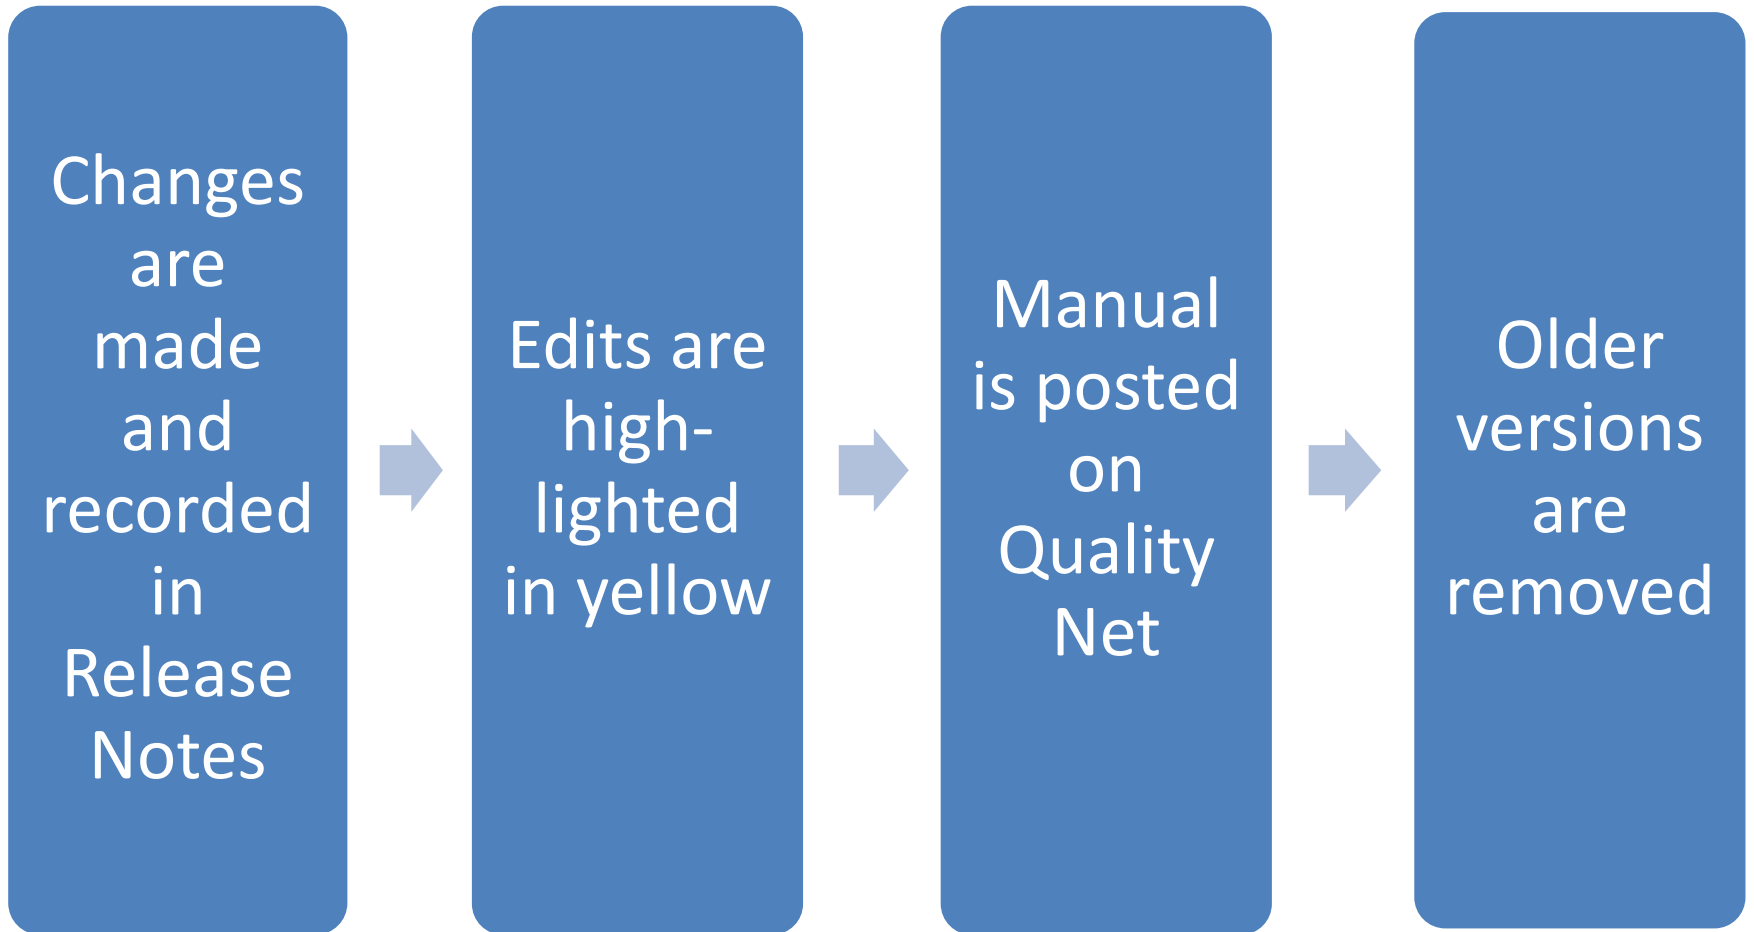 Changes
are
made
and
recorded
in
Release
Notes
Edits are
high-
lighted
in yellow
Manual
is posted
on
Quality
Net
Older
versions
are
removed